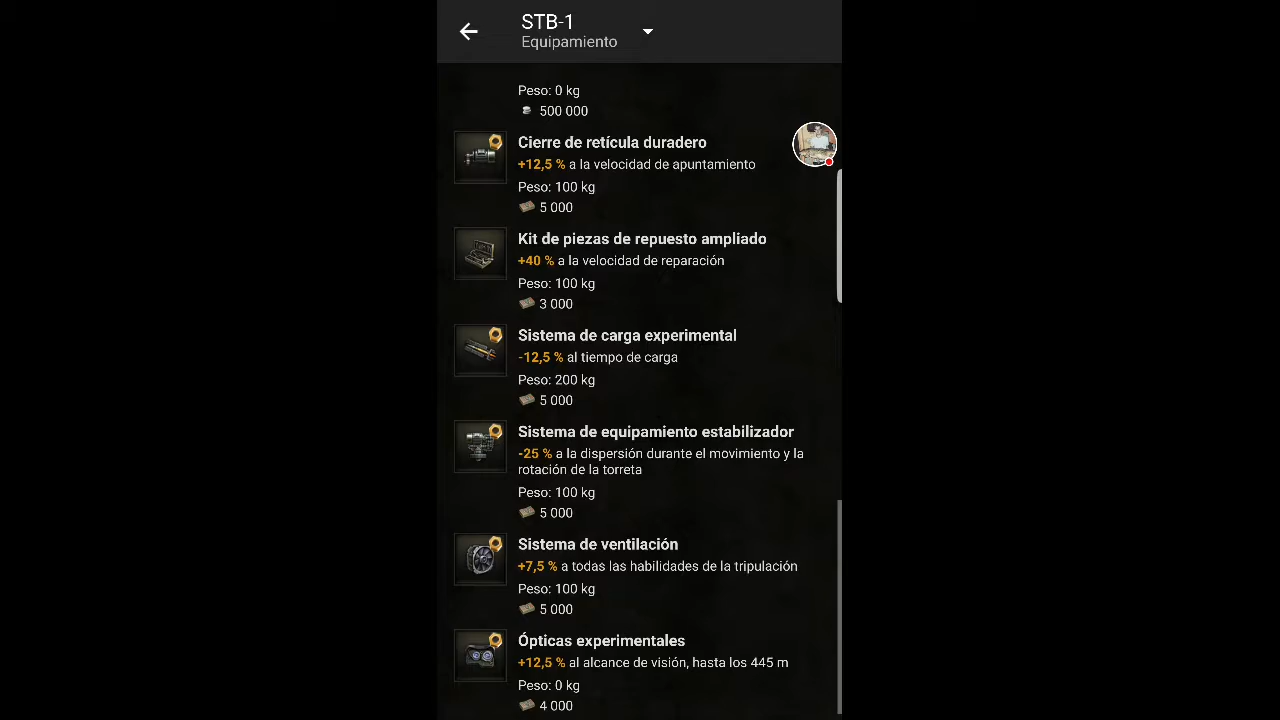 STB-1
Equipamiento
Peso: 0 kg
500 000
Cierre de retícula duradero
+12,5 % a la velocidad de apuntamiento
Peso: 100 kg
5 000
Kit de piezas de repuesto ampliado
+40 % a la velocidad de reparación
Peso: 100 kg
3 000
Sistema de carga experimental
-12,5 % al tiempo de carga
Peso: 200 kg
5 000
Sistema de equipamiento estabilizador
-25 % a la dispersión durante el movimiento y la
rotación de la torreta
Peso: 100 kg
5 000
Sistema de ventilación
+7,5 % a todas las habilidades de la tripulación
Peso: 100 kg
5 000
Ópticas experimentales
+12,5 % al alcance de visión, hasta los 445 m
Peso: 0 kg
4 000